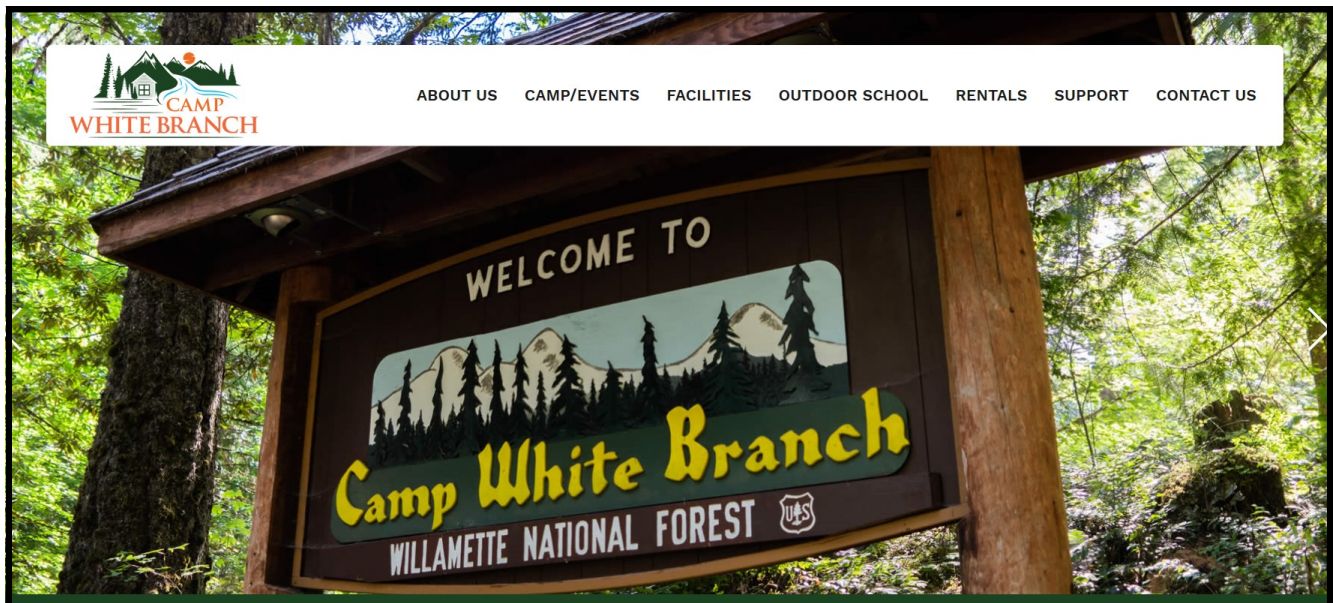 CAMP
WHITE BRANCH
ABOUT US CAMP/EVENTS FACILITIES OUTDOOR SCHOOL RENTALS SUPPORT CONTACT US
WELCOME TO
Camp White Branch
WILLAMETTE NATIONAL FOREST
U S